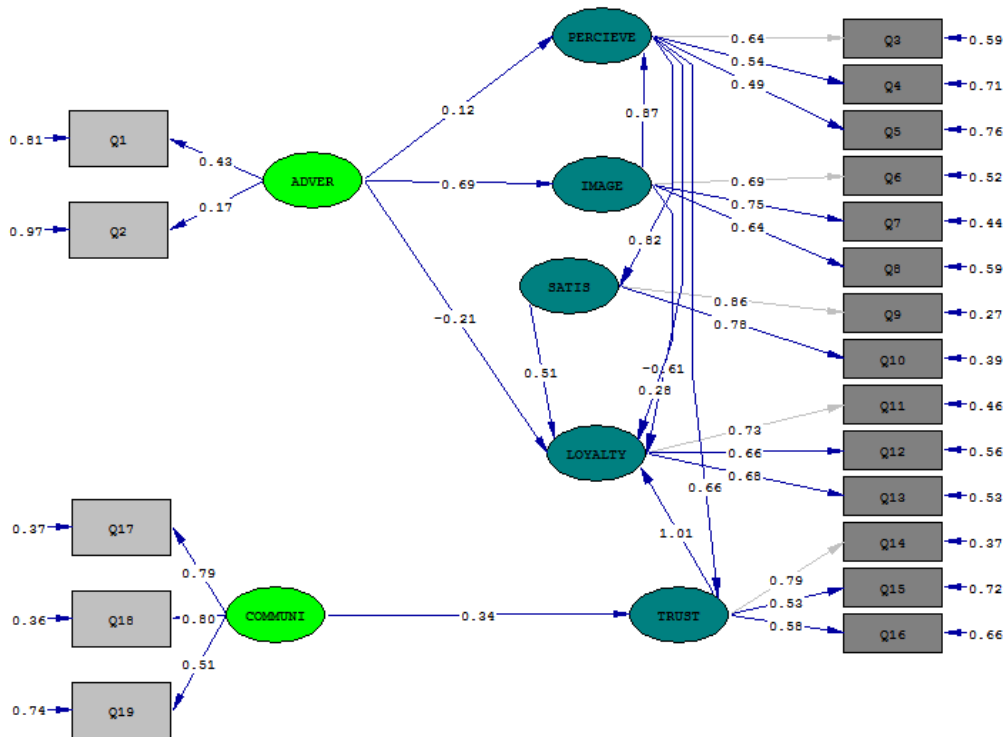 PERCIEVE
0.64
Q3
0.59
0.54
Q4
0.71
0.49
Q5
0.76
0.12
0.87
0.81
Q1
0.43
ADVER
0.69
IMAGE
0.69
Q6
0.52
0.75
Q7
0.44
0.17
0.97
Q2
0.64
Q8
0.59
0.82
SATIS
0.86
Q9
0.27
0.78
Q10
0.39
-0.21
0.51
-0.61
0.28
0.73
Q11
0.46
LOYALTY
0.66
Q12
0.56
0.68
Q13
0.53
0.66
1.01
0.37
Q17
0.79
0.79
Q14
0.37
0.53
Q15
0.72
0.36
Q18
0.80
COMMUNI
0.34
TRUST
0.58
Q16
0.66
0.51
0.74
Q19